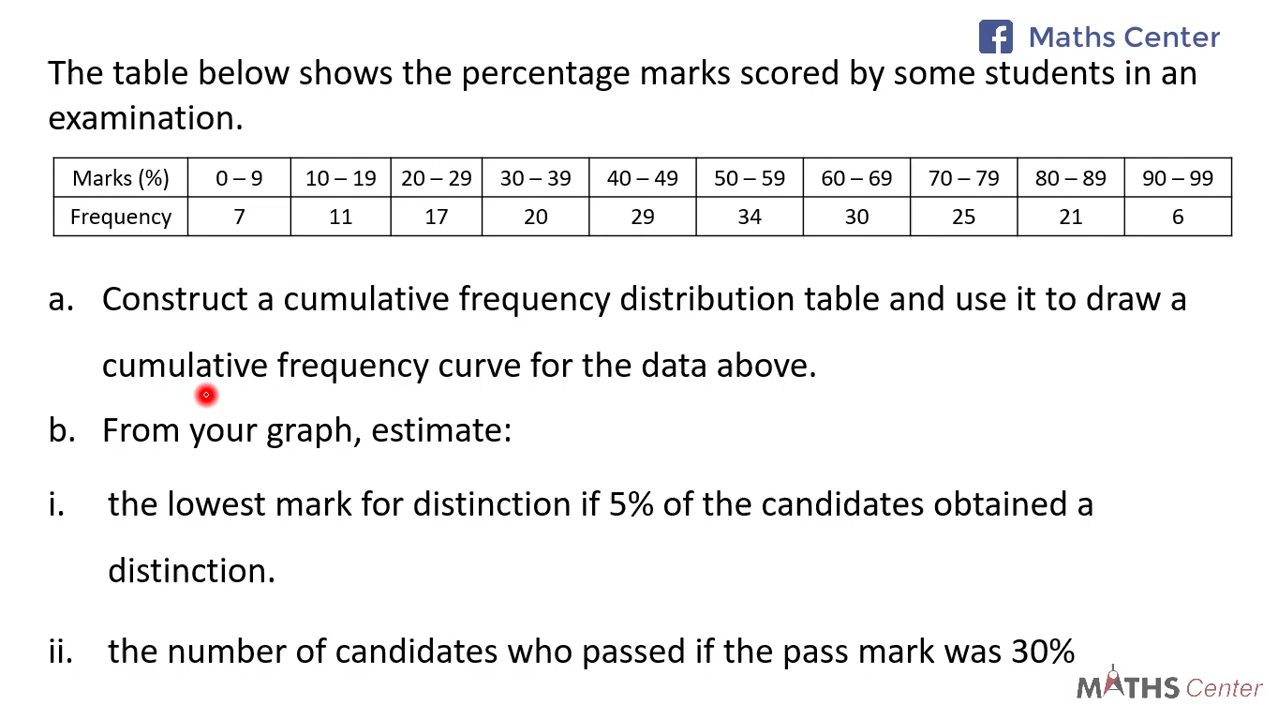 Maths Center
The table below shows the percentage marks scored by some students in an
examination.
Marks (%) 0 – 9 10 – 19 20 – 29 30 – 39 40 – 49 50 – 59 60 – 69 70 – 79 80 – 89 90 – 99
Frequency 7 11 17 20 29 34 30 25 21 6
a. Construct a cumulative frequency distribution table and use it to draw a
cumulative frequency curve for the data above.
b. From your graph, estimate:
i. the lowest mark for distinction if 5% of the candidates obtained a
distinction.
ii. the number of candidates who passed if the pass mark was 30%
MATHS Center